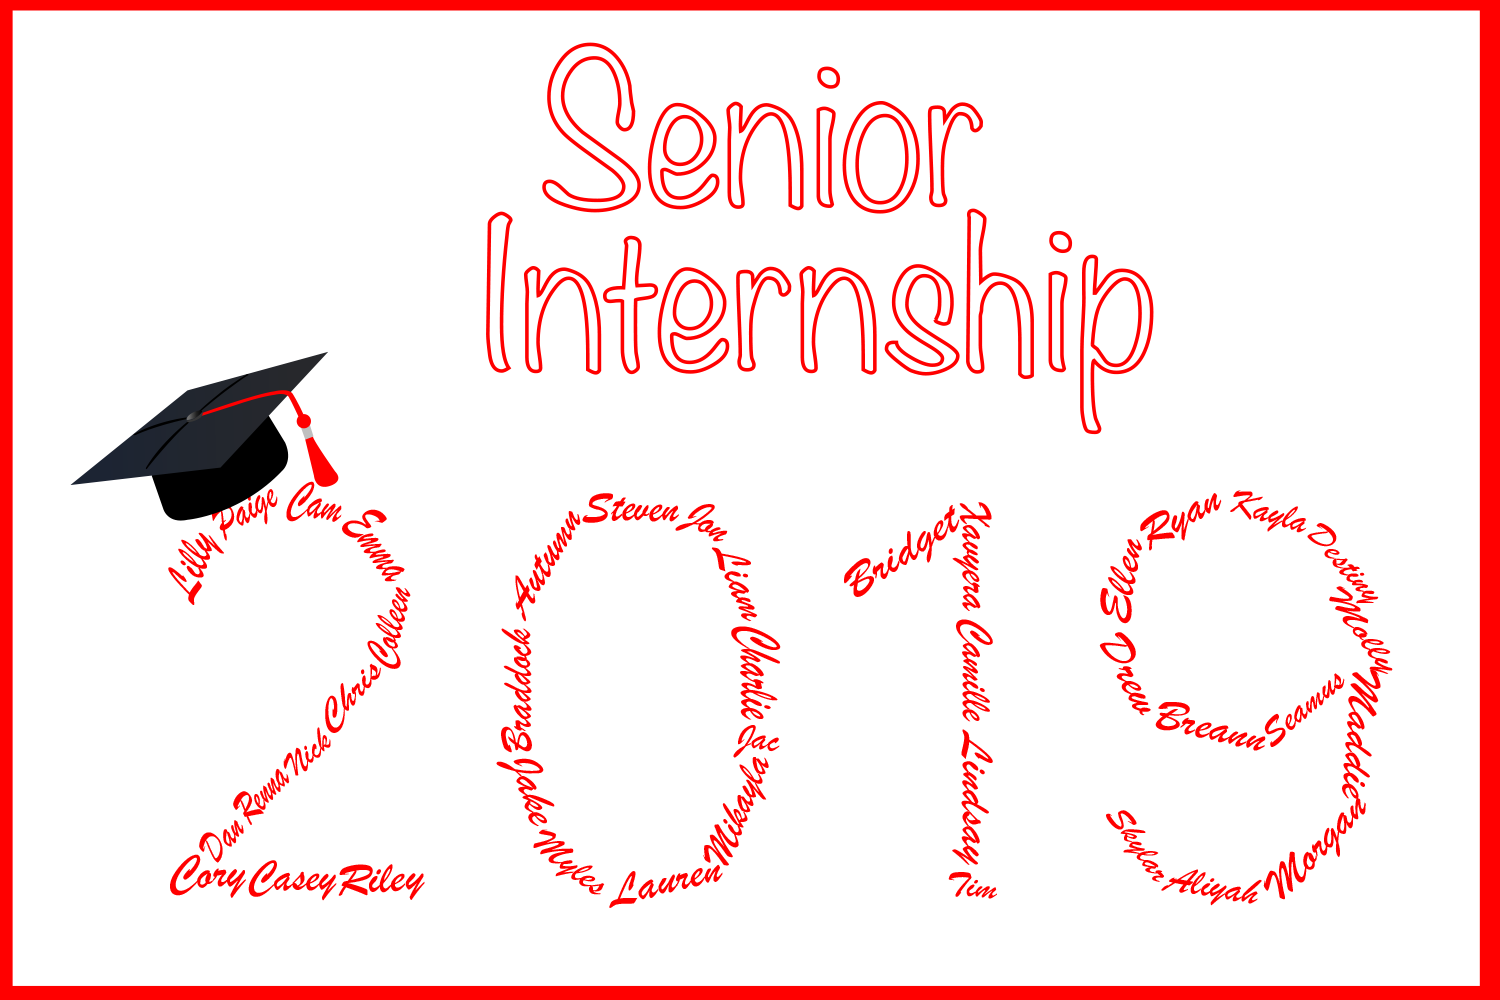 Senior
Internship
Lilly Paige Cam Emma Colleen Chris Nick Renna Dan Cory Casey Riley
Autumn Steven Jon Liam Charlie Jac Mikayla Lauren Myles Jake Braddock
Bridget Xavyera Camille Lindsay Tim
Ellen Ryan Kayla Destiny Molly Maddie Morgan Aliyah Skylar Seamus Breann Drew